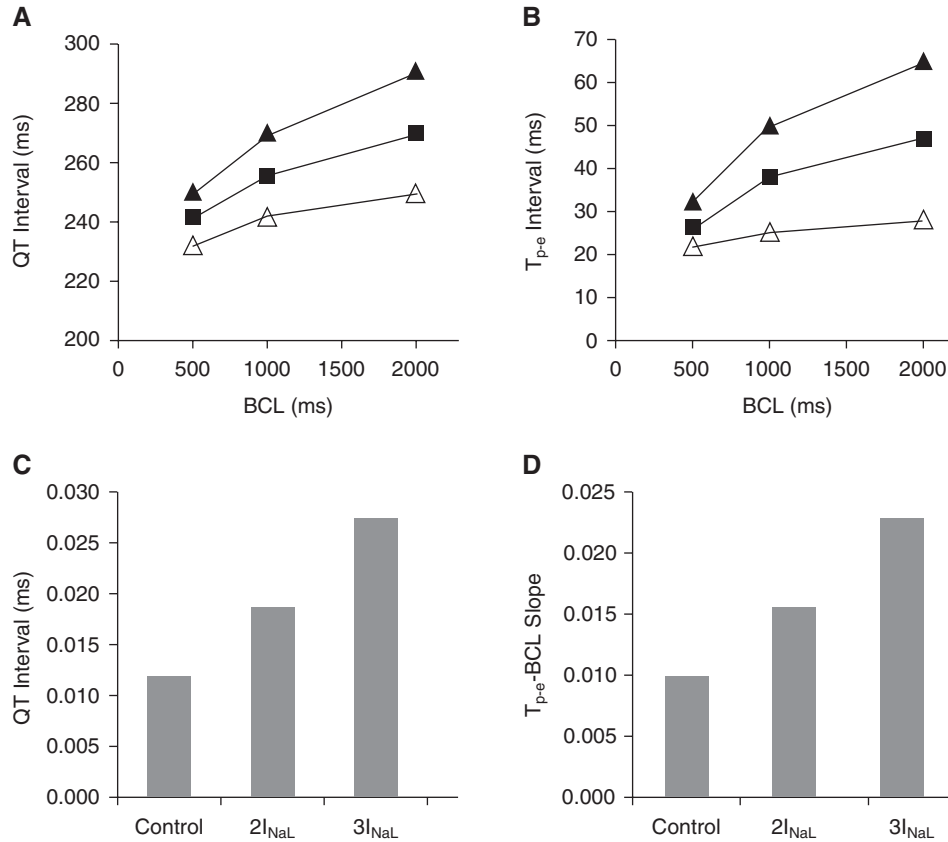 A
QT Interval (ms)
300
280
260
240
220
200
0 500 1000 1500 2000
BCL (ms)
B
Tp-e Interval (ms)
70
60
50
40
30
20
10
0
0 500 1000 1500 2000
BCL (ms)
C
QT Interval (ms)
0.030
0.025
0.020
0.015
0.010
0.005
0.000
Control 2INaL 3INaL
D
Tp-e-BCL Slope
0.025
0.020
0.015
0.010
0.005
0.000
Control 2INaL 3INaL